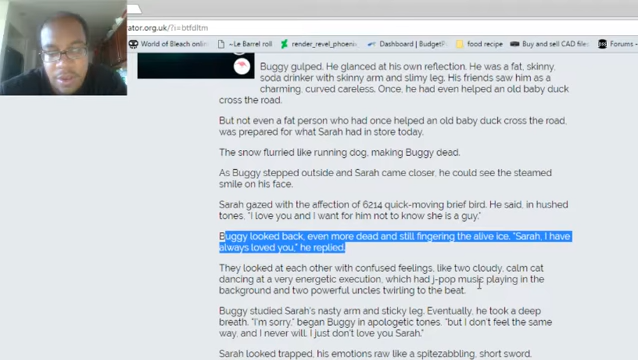 rator.org.uk/?i=btfdltm
World of Bleach onlin
~Le Barrel roll
render_revel_phoenix
Dashboard | BudgetP
food recipe
Buy and sell CAD files
Forums
Buggy gulped. He glanced at his own reflection. He was a fat, skinny,
soda drinker with skinny arm and slimy leg. His friends saw him as a
charming, curved careless. Once, he had even helped an old baby duck
cross the road.
But not even a fat person who had once helped an old baby duck cross the road,
was prepared for what Sarah had in store today.
The snow flurried like running dog, making Buggy dead.
As Buggy stepped outside and Sarah came closer, he could see the steamed
smile on his face.
Sarah gazed with the affection of 6214 quick-moving brief bird. He said, in hushed
tones, "I love you and I want for him not to know she is a guy."
Buggy looked back, even more dead and still fingering the alive ice. "Sarah, I have
always loved you," he replied.
They looked at each other with confused feelings, like two cloudy, calm cat
dancing at a very energetic execution, which had j-pop music playing in the
background and two powerful uncles twirling to the beat.
Buggy studied Sarah's nasty arm and sticky leg. Eventually, he took a deep
breath. "I'm sorry," began Buggy in apologetic tones, "but I don't feel the same
way, and I never will. I just don't love you Sarah."
Sarah looked trapped, his emotions raw like a spitezabbling, short sword.